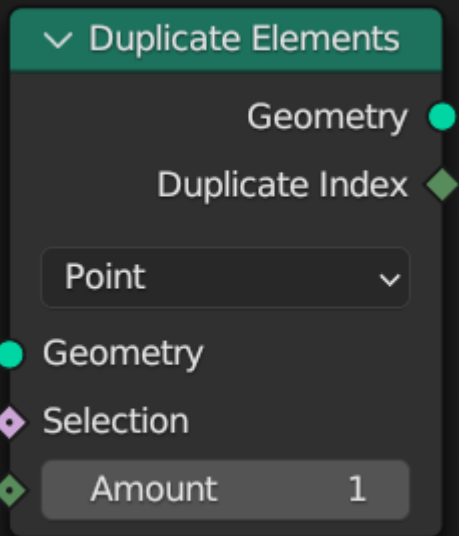 Duplicate Elements
Geometry
Duplicate Index
Point
Geometry
Selection
Amount 1